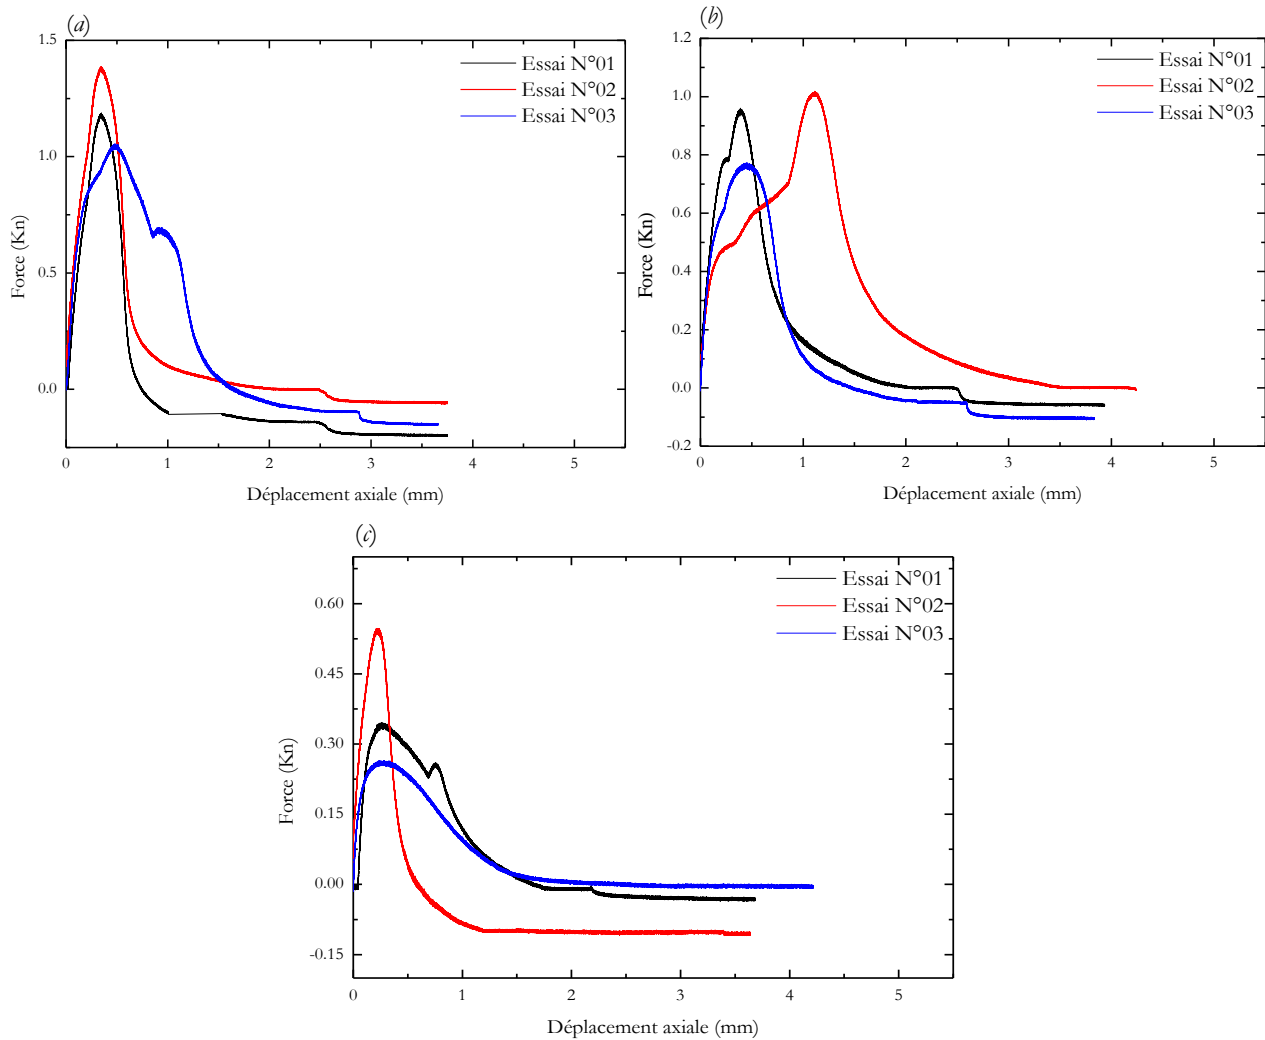 (a)
1.5
1.0
0.5
0.0
Force (Kn)
Essai N°01
Essai N°02
Essai N°03
0 1 2 3 4 5
Déplacement axiale (mm)
(b)
1.2
1.0
0.8
0.6
0.4
0.2
0.0
-0.2
Force (Kn)
Essai N°01
Essai N°02
Essai N°03
0 1 2 3 4 5
Déplacement axiale (mm)
(c)
0.60
0.45
0.30
0.15
0.00
-0.15
Force (Kn)
Essai N°01
Essai N°02
Essai N°03
0 1 2 3 4 5
Déplacement axiale (mm)